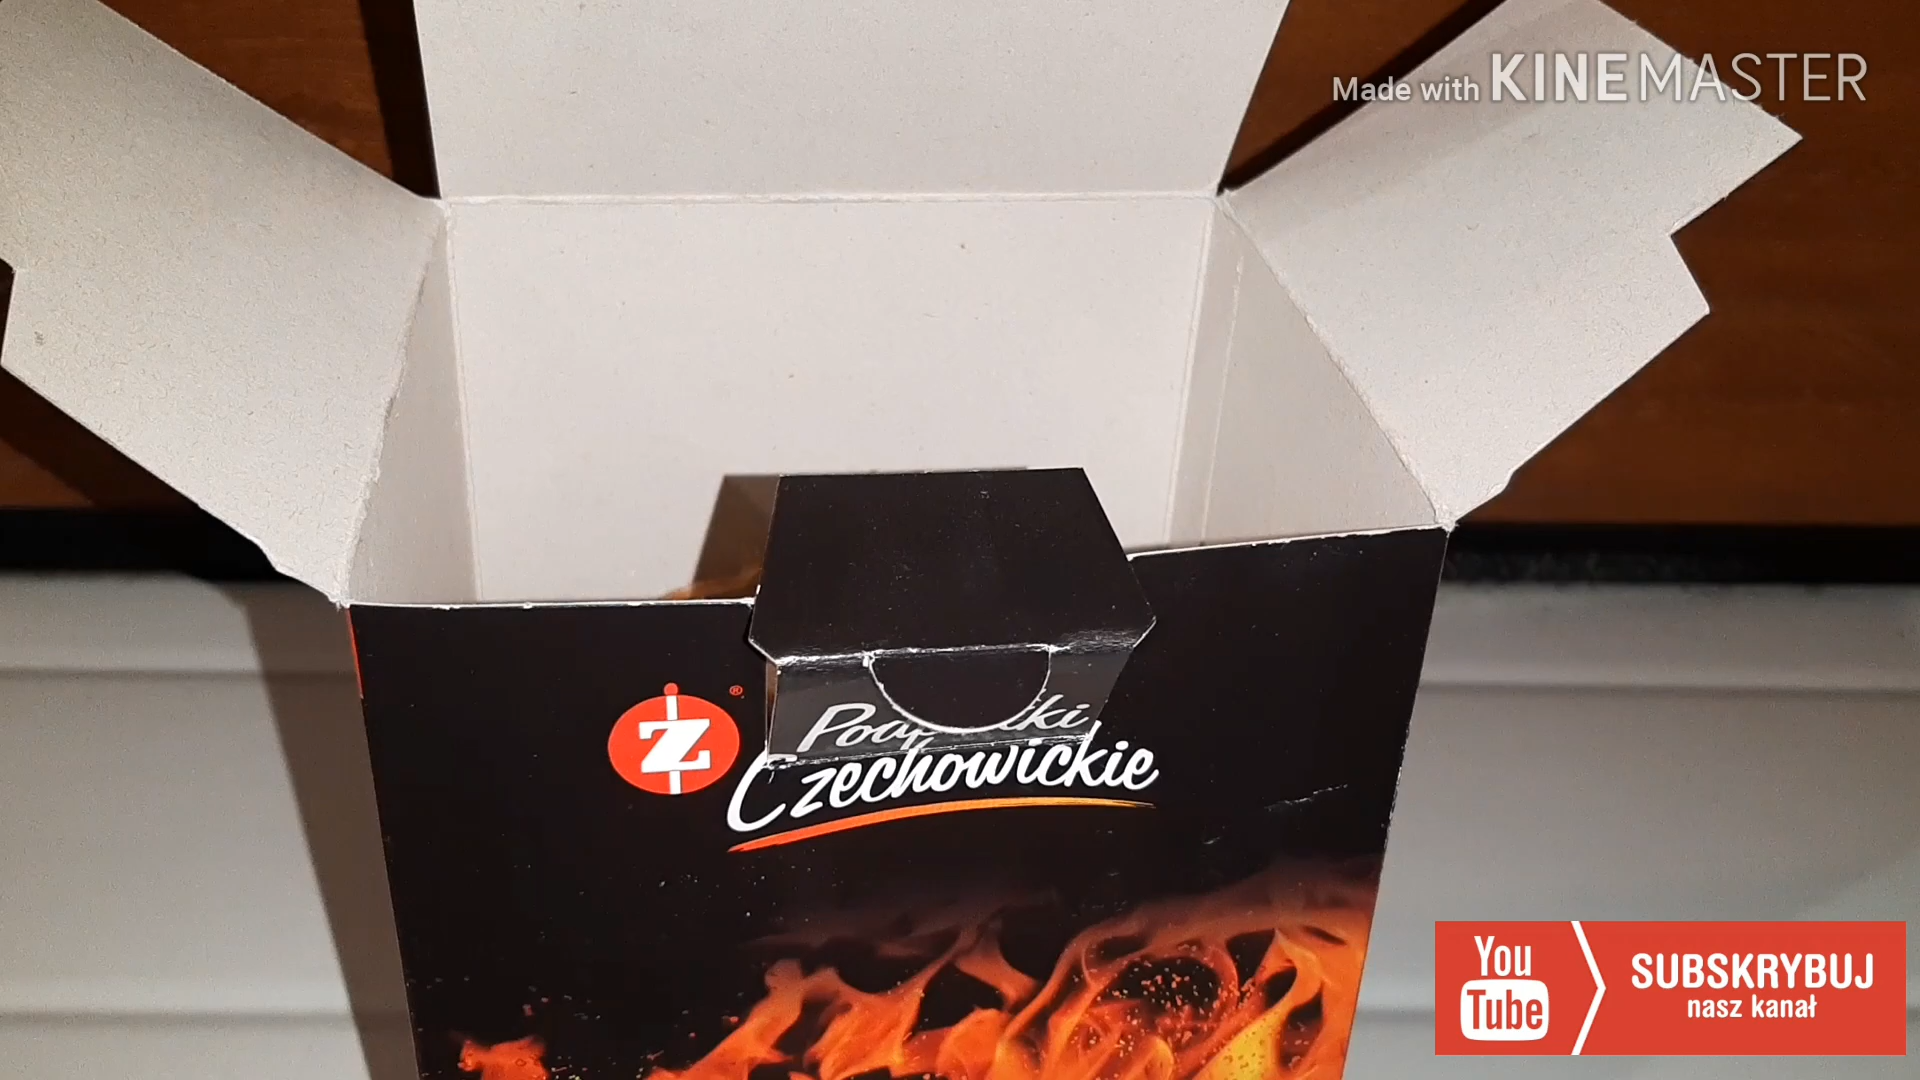 Made with KINEMASTER
Z ®
Czechowickie
You
Tube
SUBSKRYBUJ
nasz kanał